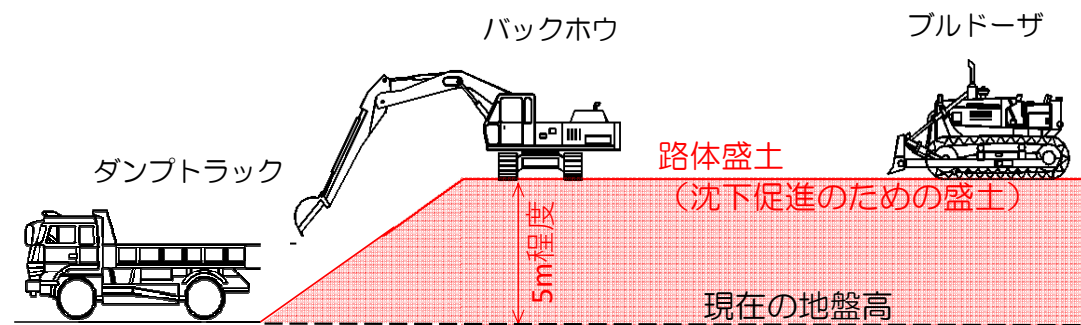 バックホウ
ブルドーザ
ダンプトラック
路体盛土
（沈下促進のための盛土）
5m程度
現在の地盤高